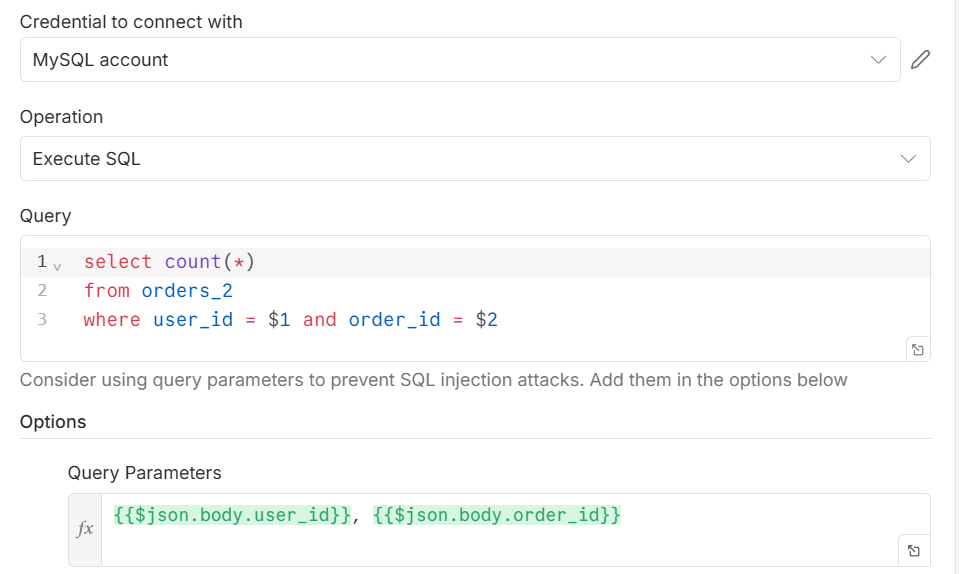 Credential to connect with
MySQL account
Operation
Execute SQL
Query
1 select count(*)
2 from orders_2
3 where user_id = $1 and order_id = $2
Consider using query parameters to prevent SQL injection attacks. Add them in the options below
Options
Query Parameters
fx {{$json.body.user_id}}, {{$json.body.order_id}}